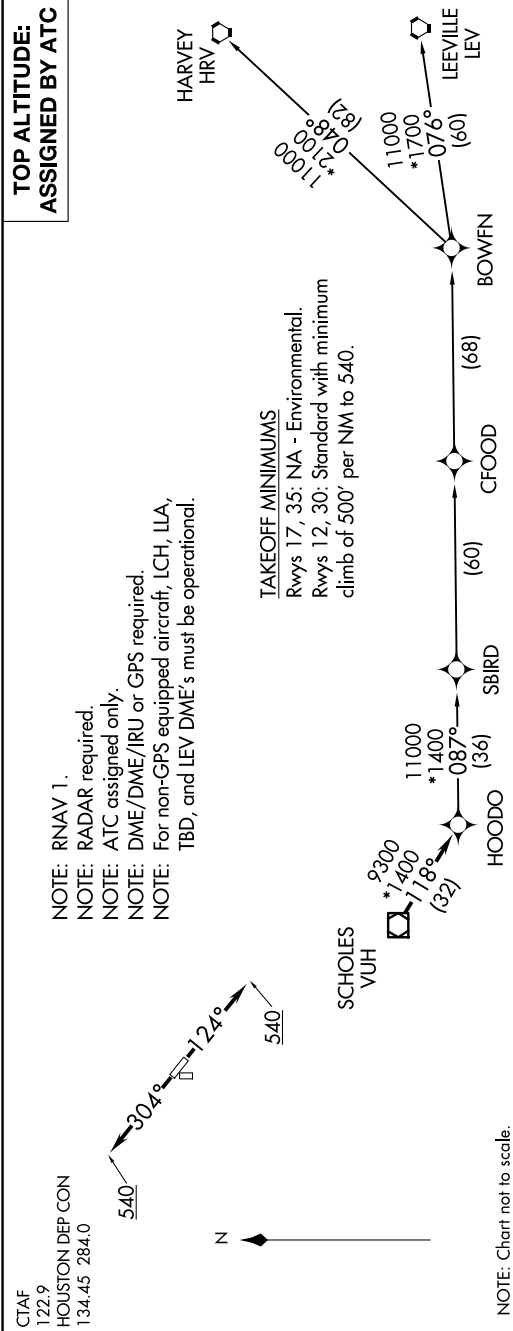 TOP ALTITUDE:
ASSIGNED BY ATC
CTAF
122.9
HOUSTON DEP CON
134.45 284.0
NOTE: RNAV 1.
NOTE: RADAR required.
NOTE: ATC assigned only.
NOTE: DME/DME/IRU or GPS required.
NOTE: For non-GPS equipped aircraft, LCH, LLA,
TBD, and LEV DME's must be operational.
TAKEOFF MINIMUMS
Rwys 17, 35: NA - Environmental.
Rwys 12, 30: Standard with minimum
climb of 500' per NM to 540.
540
304°
124°
540
N
SCHOLES
VUH
9300
*1400
118°
(32)
HOODO
11000
*1400
087°
(36)
SBIRD
(60)
CFOOD
(68)
BOWFN
11000
*2100
048°
(82)
HARVEY
HRV
11000
*1700
076°
(60)
LEEVILLE
LEV
NOTE: Chart not to scale.